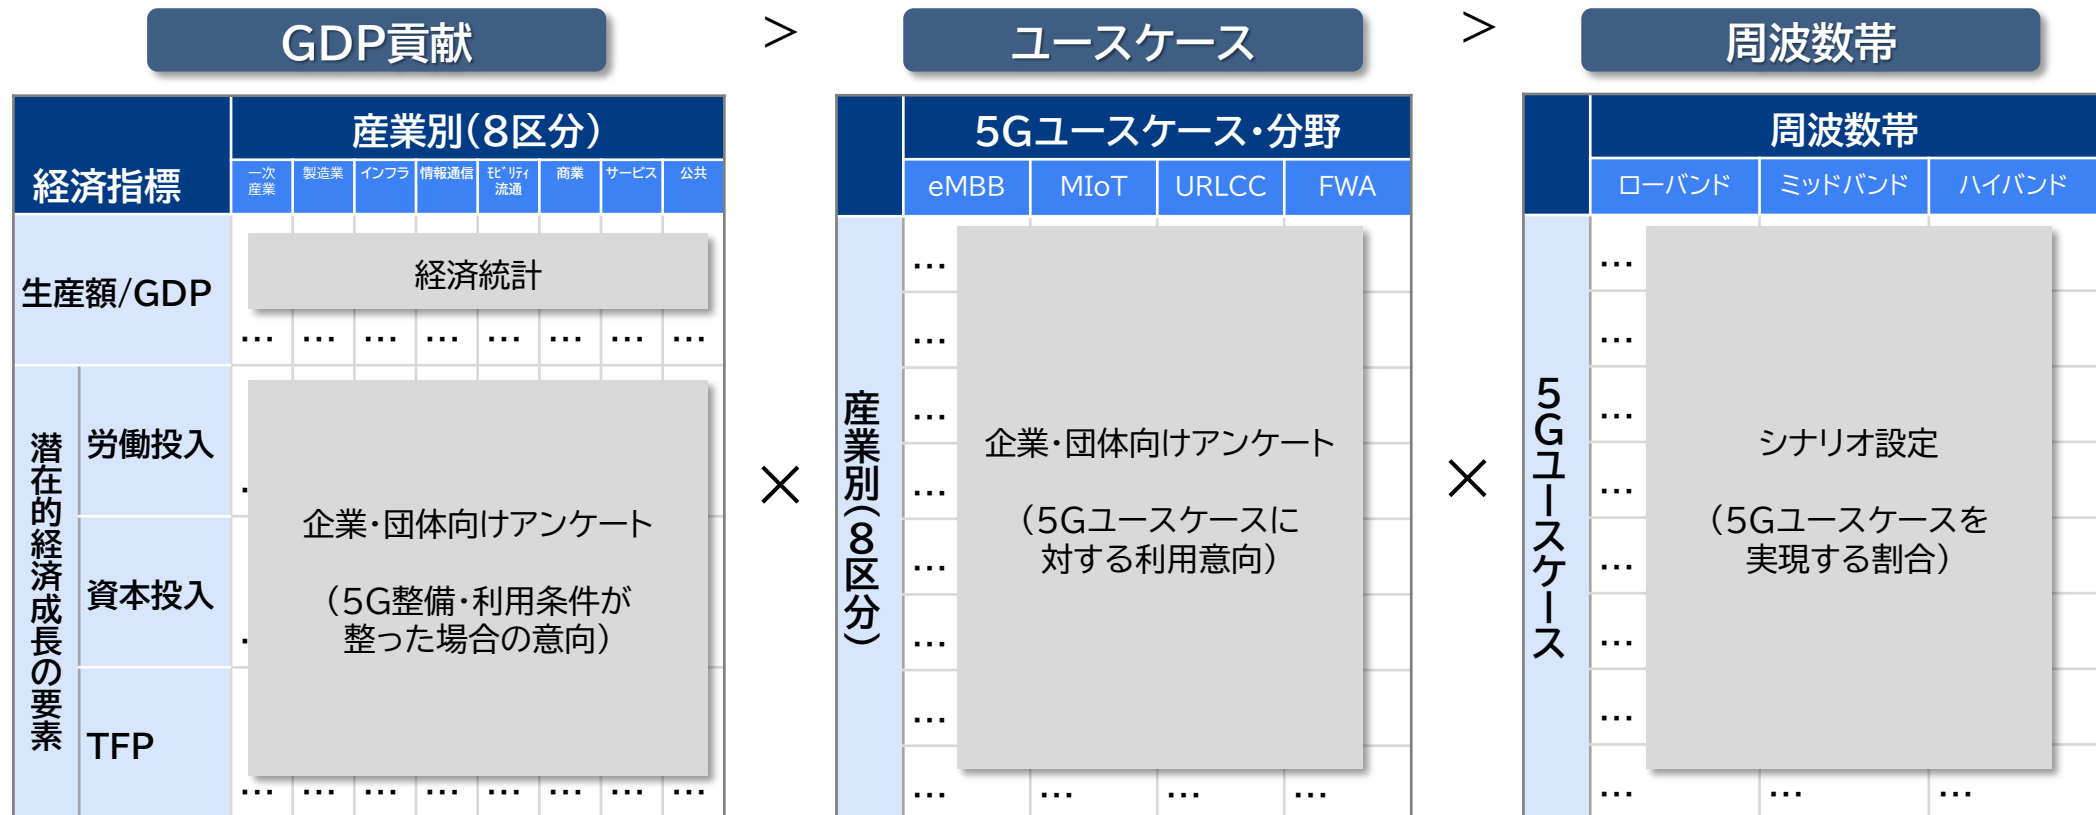 GDP貢献
>
ユースケース
>
周波数帯
経済指標
産業別(8区分)
一次
産業
製造業
インフラ
情報通信
ﾓﾋﾞﾘﾃｨ
流通
商業
サービス
公共
生産額/GDP
経済統計
… … … … … … … …
潜在的経済成長の要素
労働投入
資本投入
TFP
企業・団体向けアンケート
(5G整備・利用条件が
整った場合の意向)
… … … … … … … …
×
5Gユースケース・分野
eMBB
MIoT
URLCC
FWA
産業別(8区分)
…
…
…
…
…
…
…
企業・団体向けアンケート
(5Gユースケースに
対する利用意向)
… … … …
×
周波数帯
ローバンド
ミッドバンド
ハイバンド
5Gユースケース
…
…
…
…
…
…
…
シナリオ設定
(5Gユースケースを
実現する割合)
… … …